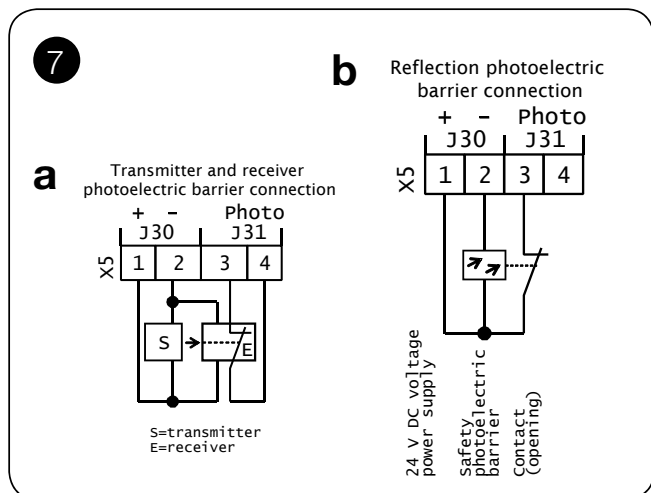 7
a
Transmitter and receiver
photoelectric barrier connection
+ − Photo
J30 J31
X5 1 2 3 4
S E
S=transmitter
E=receiver
b
Reflection photoelectric
barrier connection
+ − Photo
J30 J31
X5 1 2 3 4
24 V DC voltage
power supply
Safety
photoelectric
barrier
Contact
(opening)